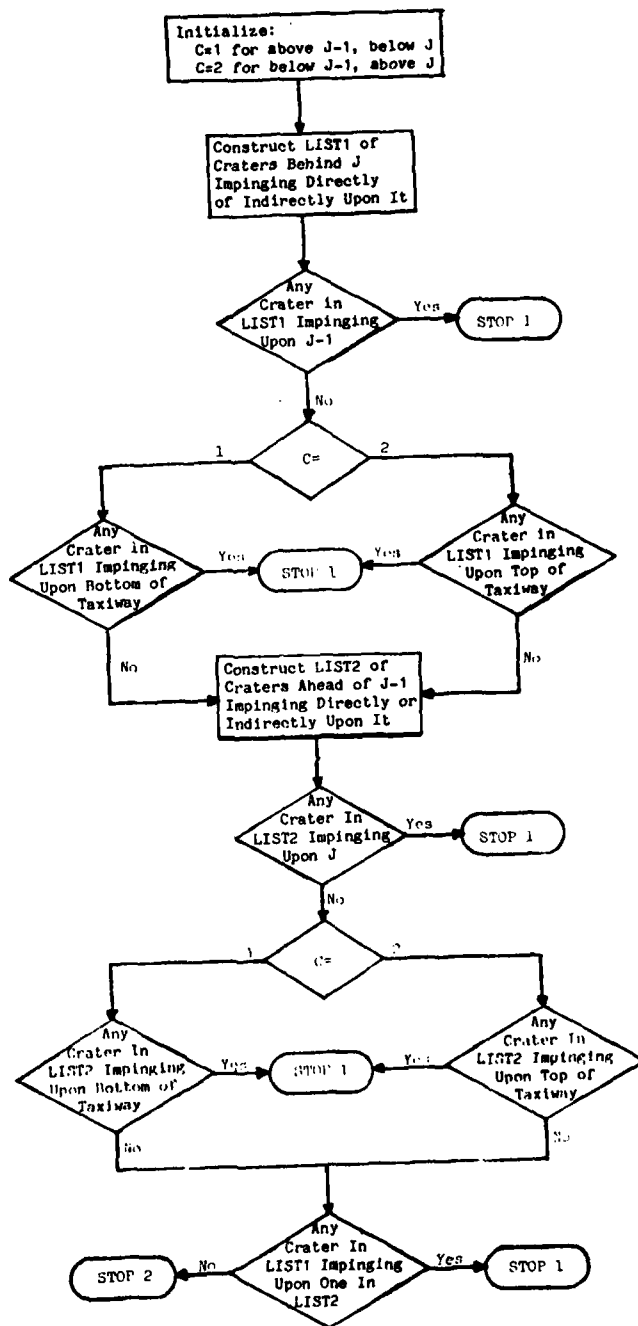 Initialize:
C=1 for above J-1, below J
C=2 for below J-1, above J
Construct LIST1 of
Craters Behind J
Impinging Directly
of Indirectly Upon It
Any
Crater in
LIST1 Impinging
Upon J-1
Yes
STOP 1
No
1
C=
2
Any
Crater In
LIST1 Impinging
Upon Bottom of
Taxiway
Yes
STOP 1
Yes
Any
Crater in
LIST1 Impinging
Upon Top of
Taxiway
No
No
Construct LIST2 of
Craters Ahead of J-1
Impinging Directly or
Indirectly Upon It
Any
Crater In
LIST2 Impinging
Upon J
Yes
STOP 1
No
1
C=
2
Any
Crater In
LIST2 Impinging
Upon Bottom of
Taxiway
Yes
STOP 1
Yes
Any
Crater In
LIST2 Impinging
Upon Top of
Taxiway
No
No
Any
Crater In
LIST1 Impinging
Upon One In
LIST2
No
STOP 2
Yes
STOP 1